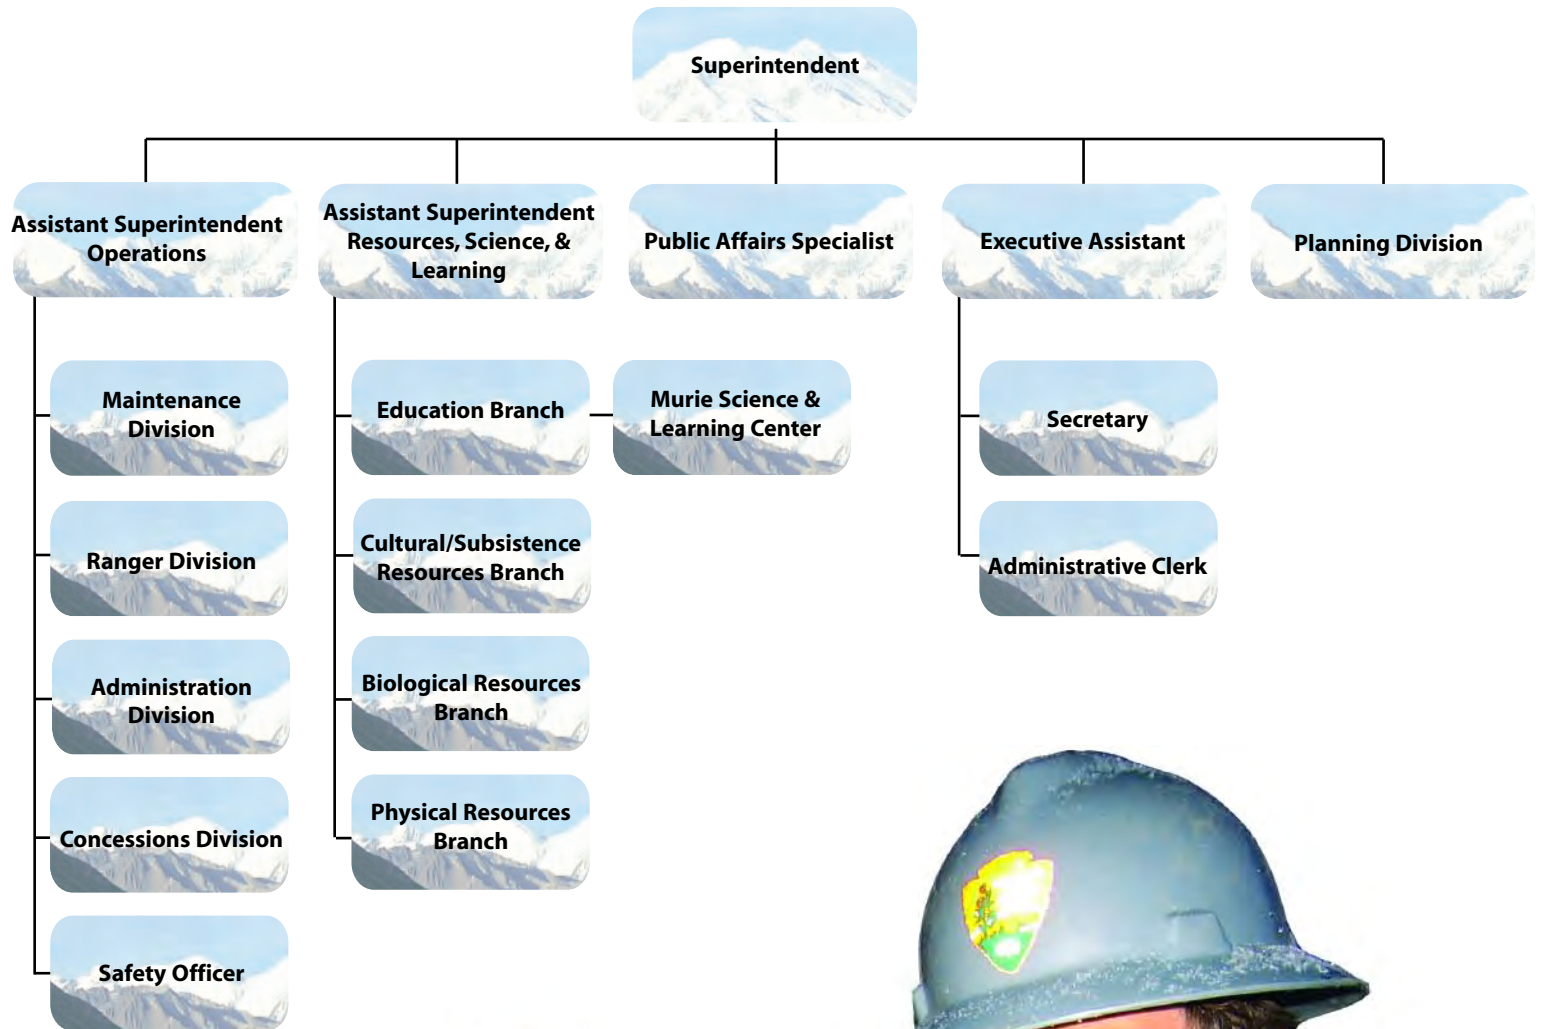 Superintendent
Assistant Superintendent
Operations
Assistant Superintendent
Resources, Science, &
Learning
Public Affairs Specialist
Executive Assistant
Planning Division
Maintenance
Division
Ranger Division
Administration
Division
Concessions Division
Safety Officer
Education Branch
Murie Science &
Learning Center
Cultural/Subsistence
Resources Branch
Biological Resources
Branch
Physical Resources
Branch
Secretary
Administrative Clerk